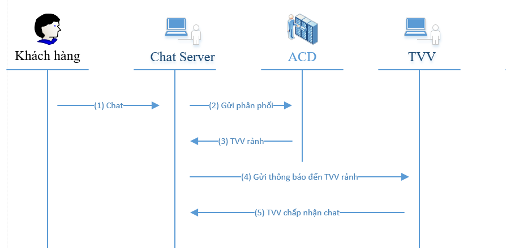 Khách hàng
Chat Server
ACD
TVV
(1) Chat
(2) Gửi phân phối
(3) TVV rảnh
(4) Gửi thông báo đến TVV rảnh
(5) TVV chấp nhận chat